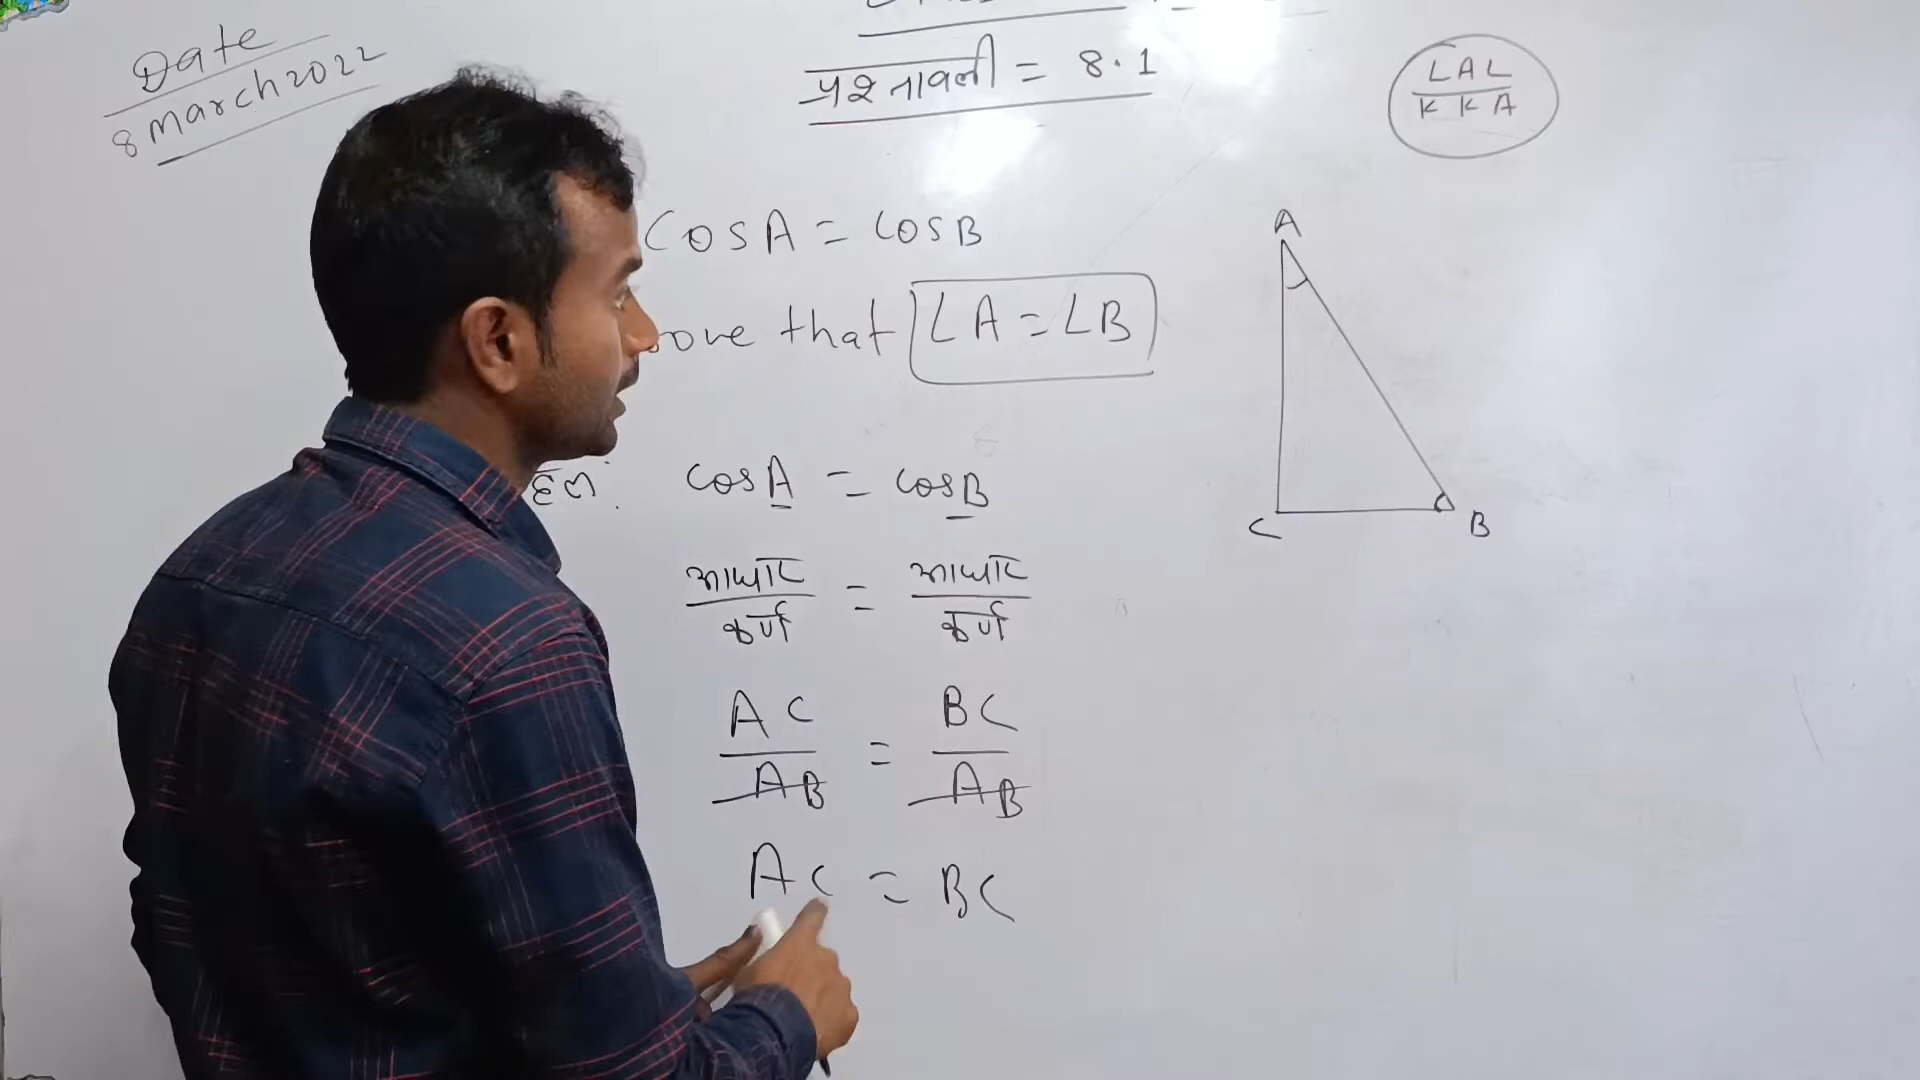 Date
8 March 2022
प्रश्नावली = 8.1
LAL
KKA
COSA = COSB
that ∠A = ∠B
हल: cosA = cosB
आधार/कर्ण = आधार/कर्ण
AC/AB = BC/AB
AC = BC
A
C
B